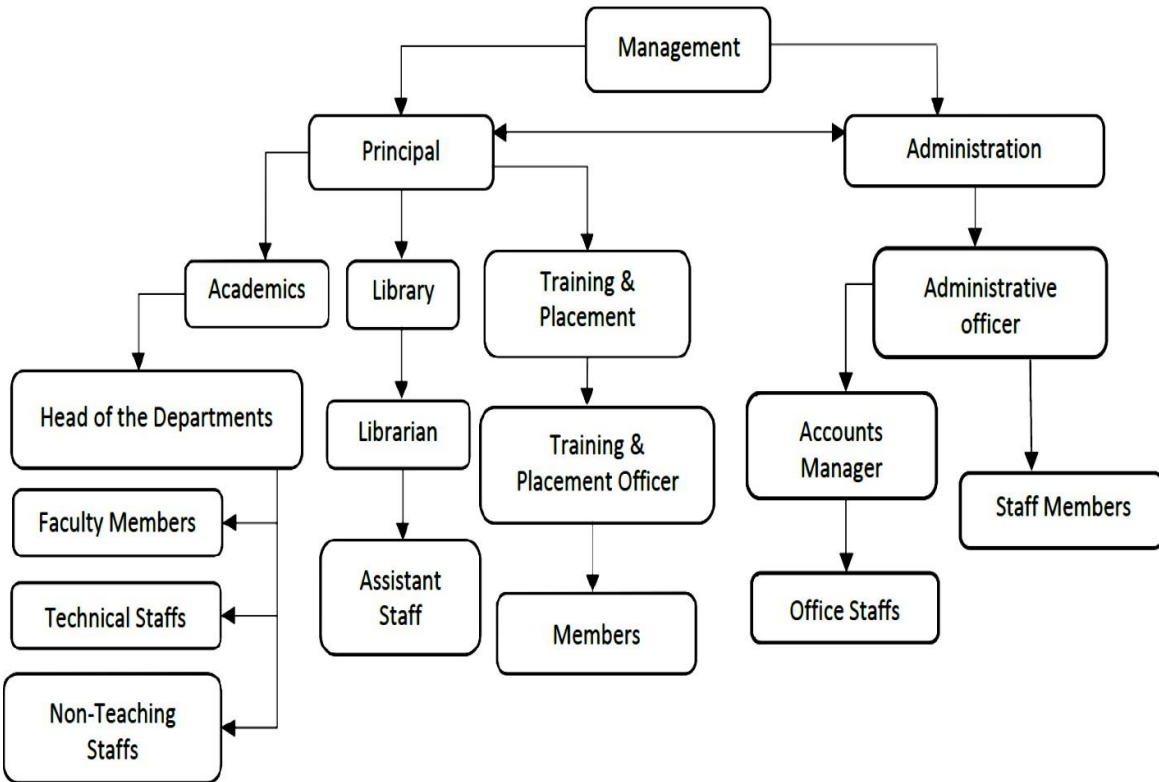 Management
Principal
Administration
Academics
Library
Training &
Placement
Administrative
officer
Head of the Departments
Librarian
Training &
Placement Officer
Accounts
Manager
Staff Members
Faculty Members
Technical Staffs
Non-Teaching
Staffs
Assistant
Staff
Members
Office Staffs